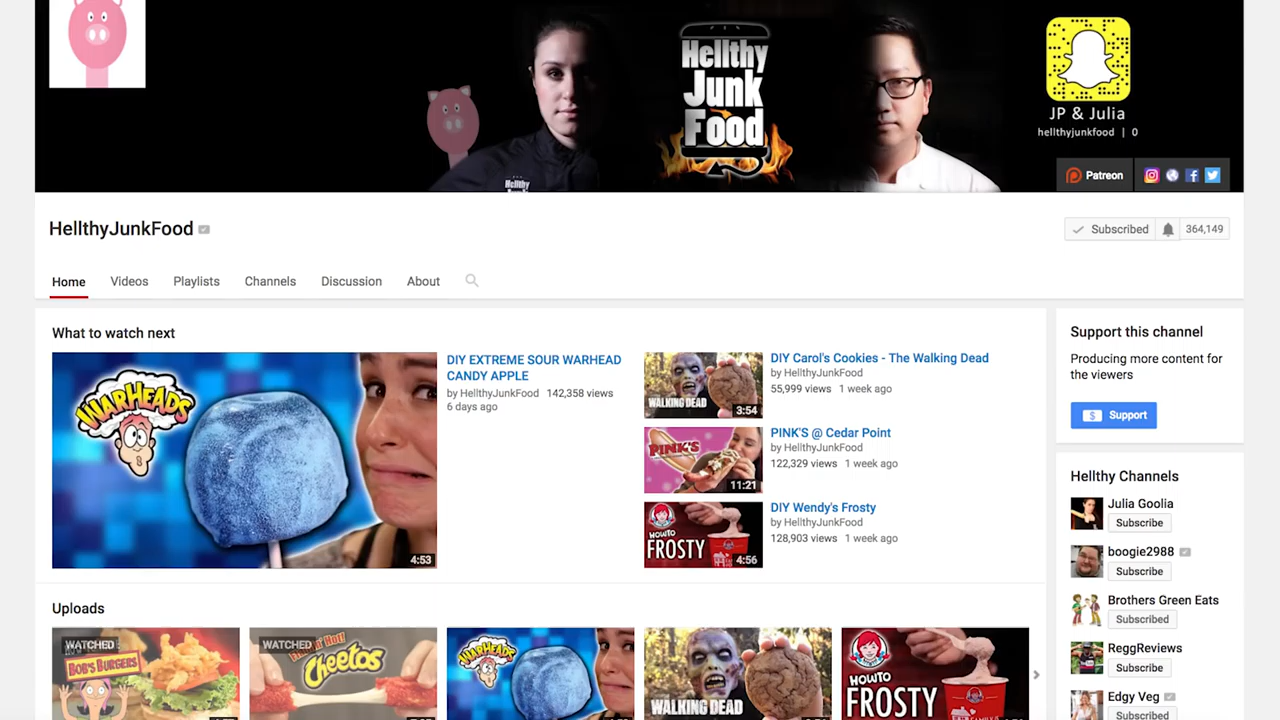 Hellthy
Junk
Food
JP & Julia
hellthyjunkfood | 0
Hellthy
Patreon
HellthyJunkFood
Subscribed
364,149
Home
Videos
Playlists
Channels
Discussion
About
What to watch next
WARHEADS
4:53
DIY EXTREME SOUR WARHEAD
CANDY APPLE
by HellthyJunkFood 142,358 views
6 days ago
WALKING DEAD
3:54
DIY Carol's Cookies - The Walking Dead
by HellthyJunkFood
55,999 views 1 week ago
PINK'S
11:21
PINK'S @ Cedar Point
by HellthyJunkFood
122,329 views 1 week ago
HOWTO
FROSTY
4:56
DIY Wendy's Frosty
by HellthyJunkFood
128,903 views 1 week ago
Support this channel
Producing more content for
the viewers
Support
Hellthy Channels
Julia Goolia
Subscribe
boogie2988
Subscribe
Brothers Green Eats
Subscribed
ReggReviews
Subscribe
Edgy Veg
Subscribed
Uploads
WATCHED
BOB'S BURGERS
WATCHED
Hot!
Cheetos
WARHEADS
WALKING DEAD
HOWTO
FROSTY